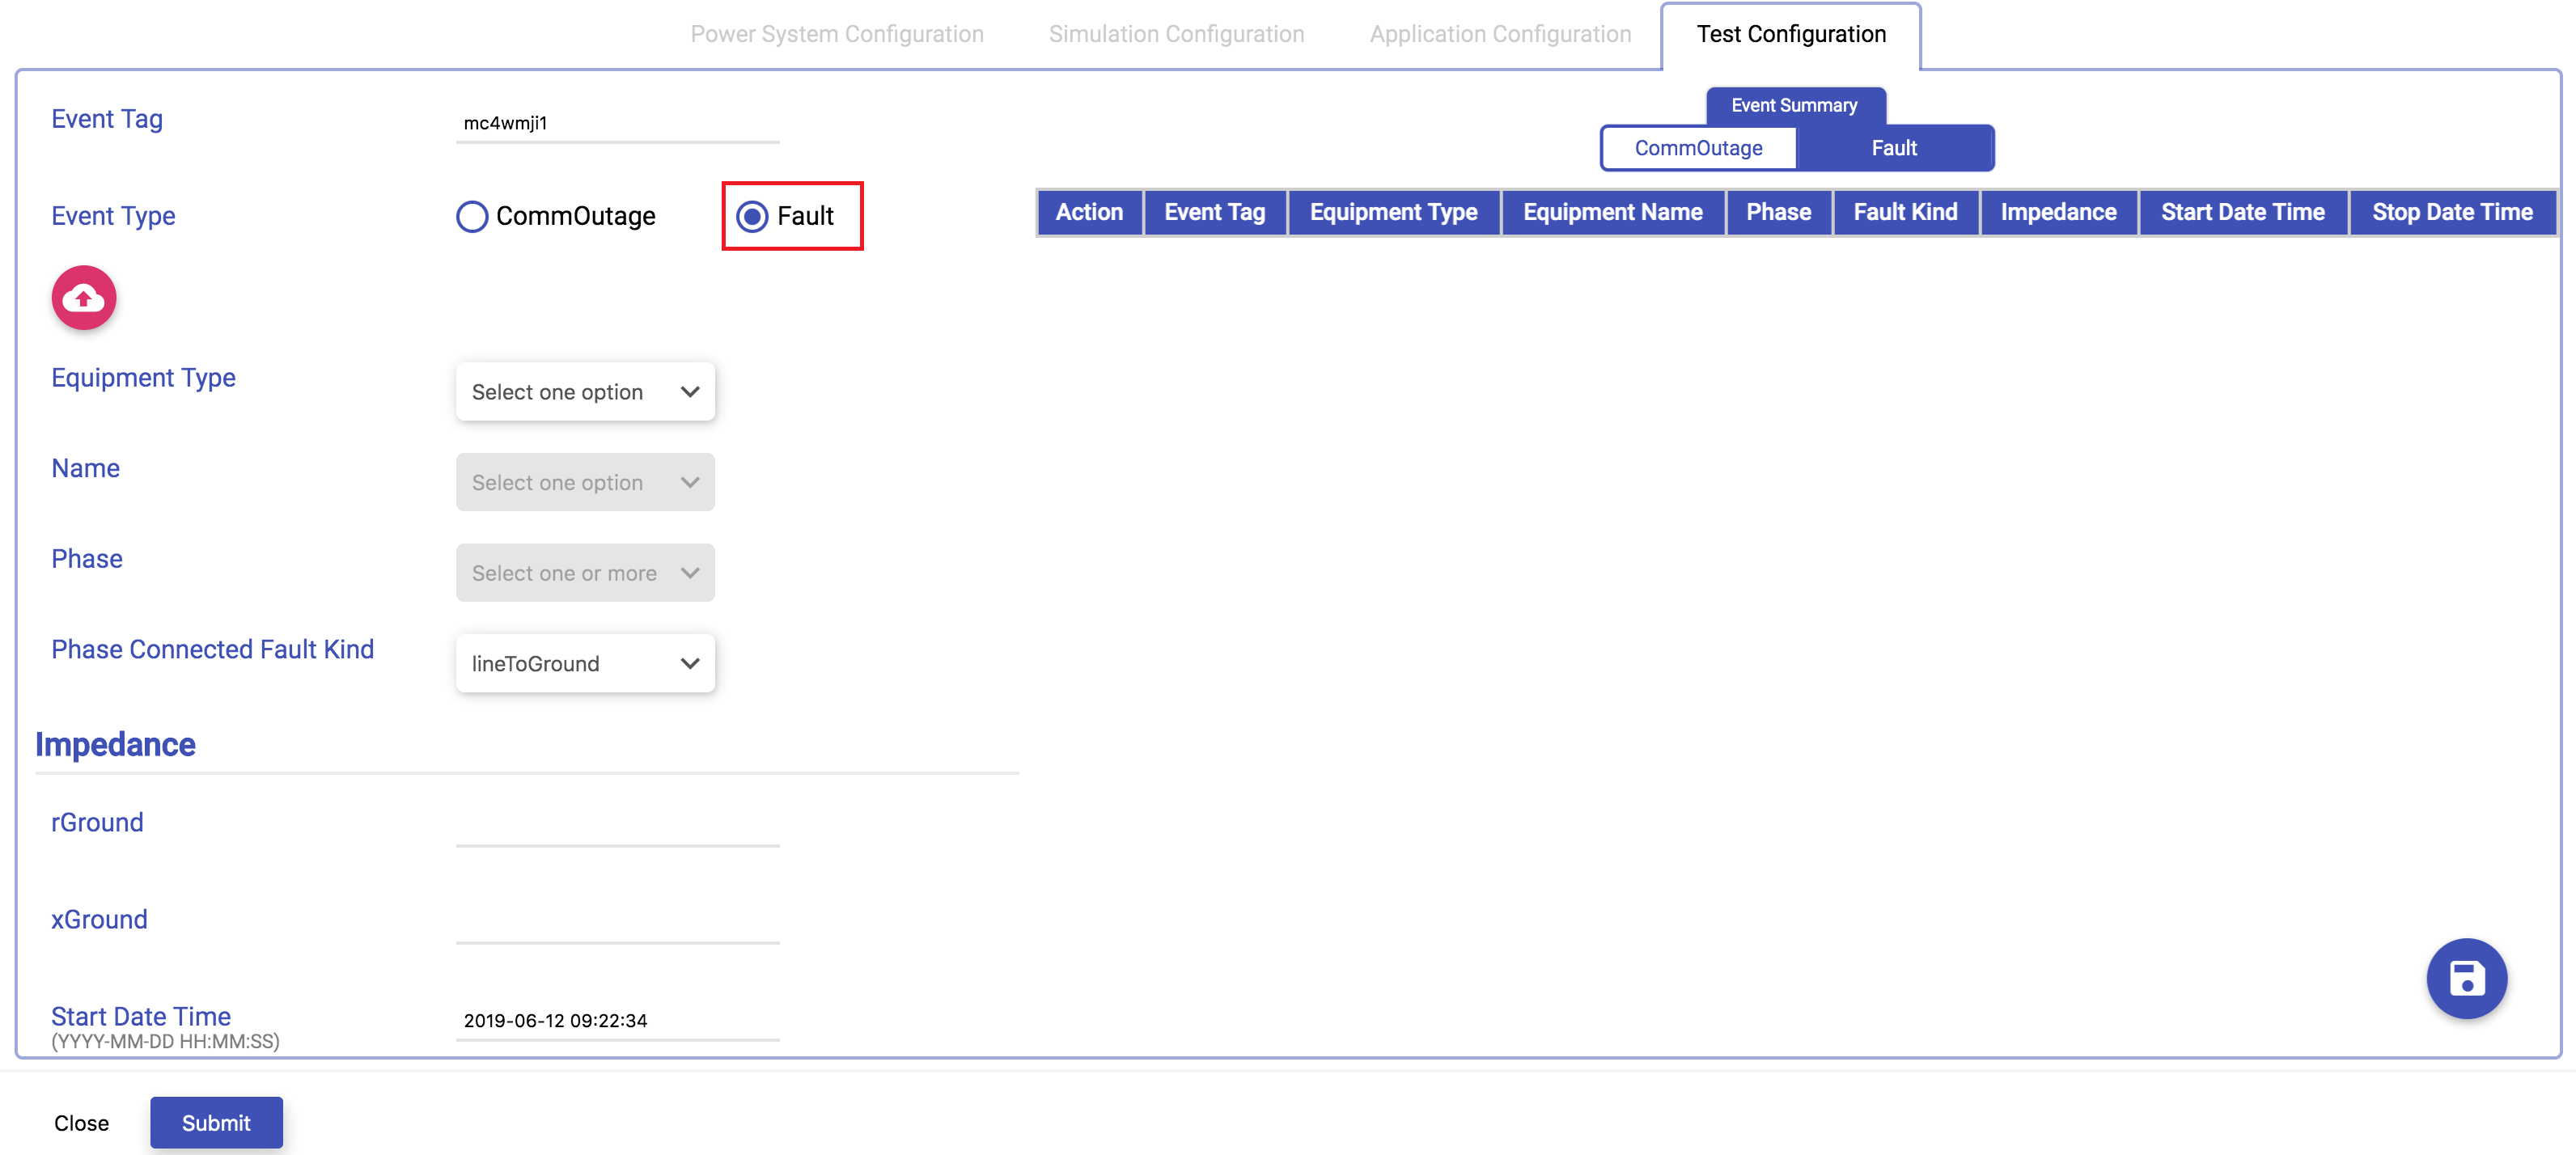 Power System Configuration Simulation Configuration Application Configuration Test Configuration
Event Tag mc4wmji1
Event Summary
CommOutage Fault
Event Type CommOutage Fault
Action Event Tag Equipment Type Equipment Name Phase Fault Kind Impedance Start Date Time Stop Date Time
Equipment Type Select one option
Name Select one option
Phase Select one or more
Phase Connected Fault Kind lineToGround
Impedance
rGround
xGround
Start Date Time 2019-06-12 09:22:34
(YYYY-MM-DD HH:MM:SS)
Close Submit